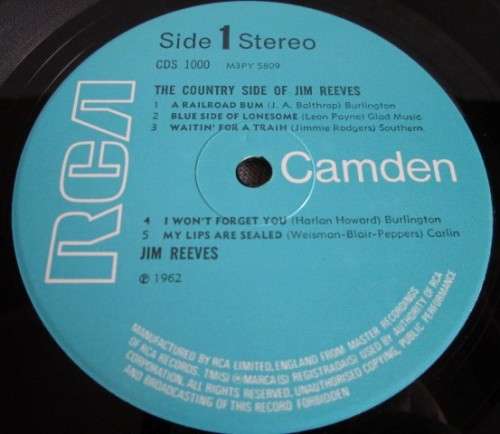 Side 1 Stereo
CDS 1000 M3PY 5809
THE COUNTRY SIDE OF JIM REEVES
1 A RAILROAD BUM (J. A. Balthrop) Burlington
2 BLUE SIDE OF LONESOME (Leon Payne) Glad Music
3 WAITIN' FOR A TRAIN (Jimmie Rodgers) Southern
RCA
Camden
4 I WON'T FORGET YOU (Harlan Howard) Burlington
5 MY LIPS ARE SEALED (Weisman-Blair-Peppers) Carlin
JIM REEVES
℗ 1962
MANUFACTURED BY RCA LIMITED, ENGLAND FROM MASTER RECORDINGS
OF RCA RECORDS. TM(S) ® MARCA(S) REGISTRADA(S) USED BY AUTHORITY OF RCA
CORPORATION. ALL RIGHTS RESERVED. UNAUTHORISED COPYING, PUBLIC PERFORMANCE
AND BROADCASTING OF THIS RECORD FORBIDDEN